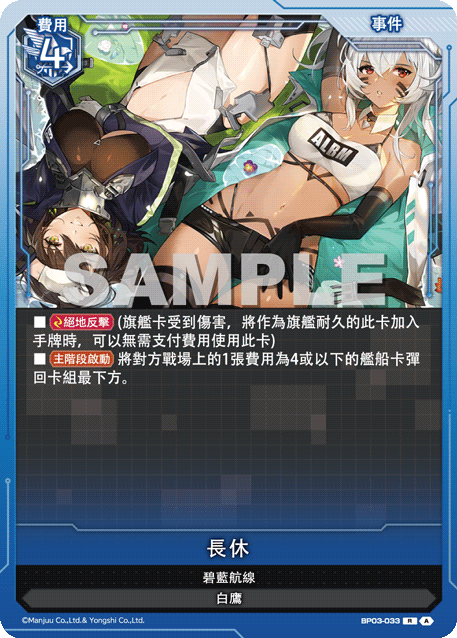 費用
4
事件
ALBM
SAMPLE
■ 絕地反擊 (旗艦卡受到傷害，將作為旗艦耐久的此卡加入
手牌時，可以無需支付費用使用此卡)
■ 主階段啟動 將對方戰場上的1張費用為4或以下的艦船卡彈
回卡組最下方。
長休
碧藍航線
白鷹
©Manjuu Co.,Ltd.& Yongshi Co.,Ltd.
BP03-033 R A